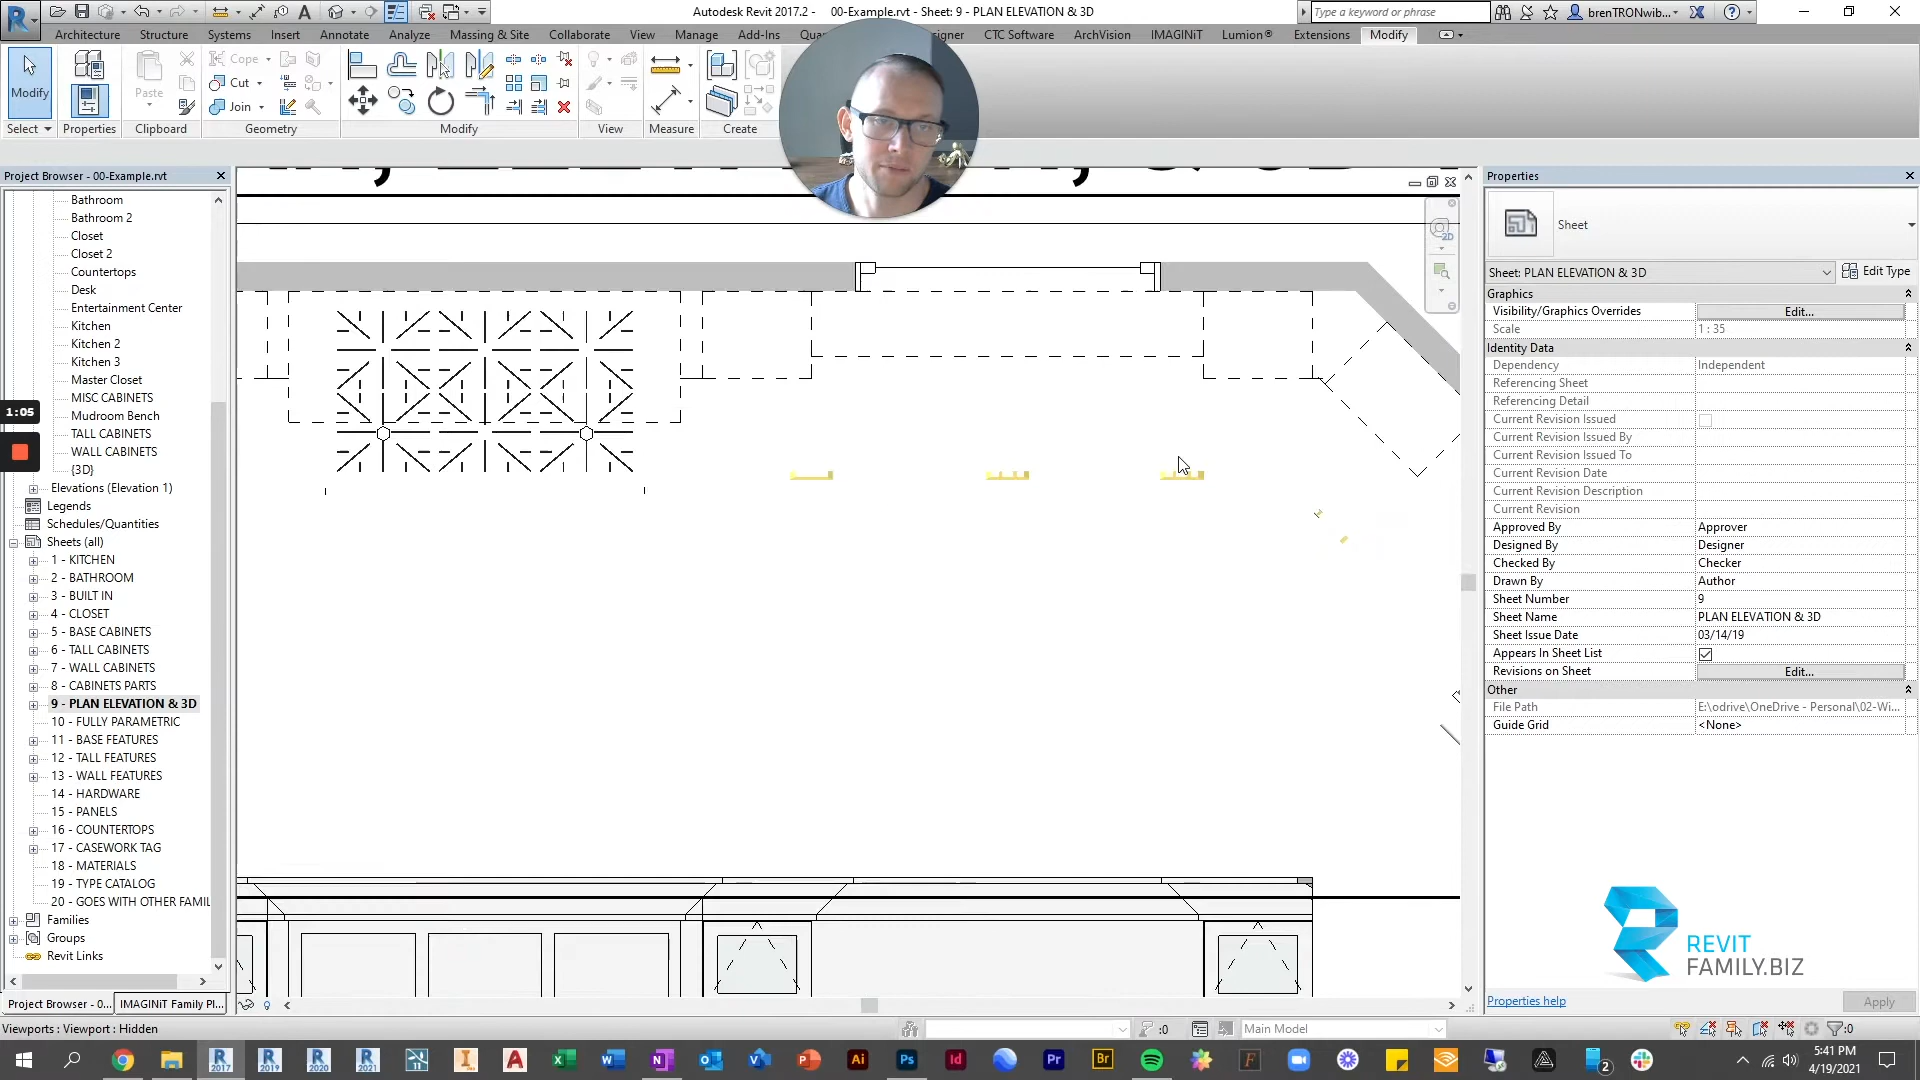 Autodesk Revit 2017.2 - 00-Example.rvt - Sheet: 9 - PLAN ELEVATION & 3D
Type a keyword or phrase
brenTRONwib...
Architecture Structure Systems Insert Annotate Analyze Massing & Site Collaborate View Manage Add-Ins CTC Software ArchVision IMAGINiT Lumion® Extensions Modify
Modify
Paste
Cope
Cut
Join
Select Properties Clipboard Geometry Modify View Measure Create
Project Browser - 00-Example.rvt
Bathroom
Bathroom 2
Closet
Closet 2
Countertops
Desk
Entertainment Center
Kitchen
Kitchen 2
Kitchen 3
Master Closet
MISC CABINETS
Mudroom Bench
TALL CABINETS
WALL CABINETS
{3D}
Elevations (Elevation 1)
Legends
Schedules/Quantities
Sheets (all)
1 - KITCHEN
2 - BATHROOM
3 - BUILT IN
4 - CLOSET
5 - BASE CABINETS
6 - TALL CABINETS
7 - WALL CABINETS
8 - CABINETS PARTS
9 - PLAN ELEVATION & 3D
10 - FULLY PARAMETRIC
11 - BASE FEATURES
12 - TALL FEATURES
13 - WALL FEATURES
14 - HARDWARE
15 - PANELS
16 - COUNTERTOPS
17 - CASEWORK TAG
18 - MATERIALS
19 - TYPE CATALOG
20 - GOES WITH OTHER FAMIL
Families
Groups
Revit Links
Project Browser - 0... IMAGINiT Family Pl...
1:05
2D
Properties
Sheet
Sheet: PLAN ELEVATION & 3D Edit Type
Graphics
Visibility/Graphics Overrides Edit...
Scale 1 : 35
Identity Data
Dependency Independent
Referencing Sheet
Referencing Detail
Current Revision Issued
Current Revision Issued By
Current Revision Issued To
Current Revision Date
Current Revision Description
Current Revision
Approved By Approver
Designed By Designer
Checked By Checker
Drawn By Author
Sheet Number 9
Sheet Name PLAN ELEVATION & 3D
Sheet Issue Date 03/14/19
Appears In Sheet List
Revisions on Sheet Edit...
Other
File Path E:\odrive\OneDrive - Personal\02-Wi...
Guide Grid <None>
REVIT
FAMILY.BIZ
Properties help Apply
Viewports : Viewport : Hidden
:0 Main Model :0
5:41 PM
4/19/2021